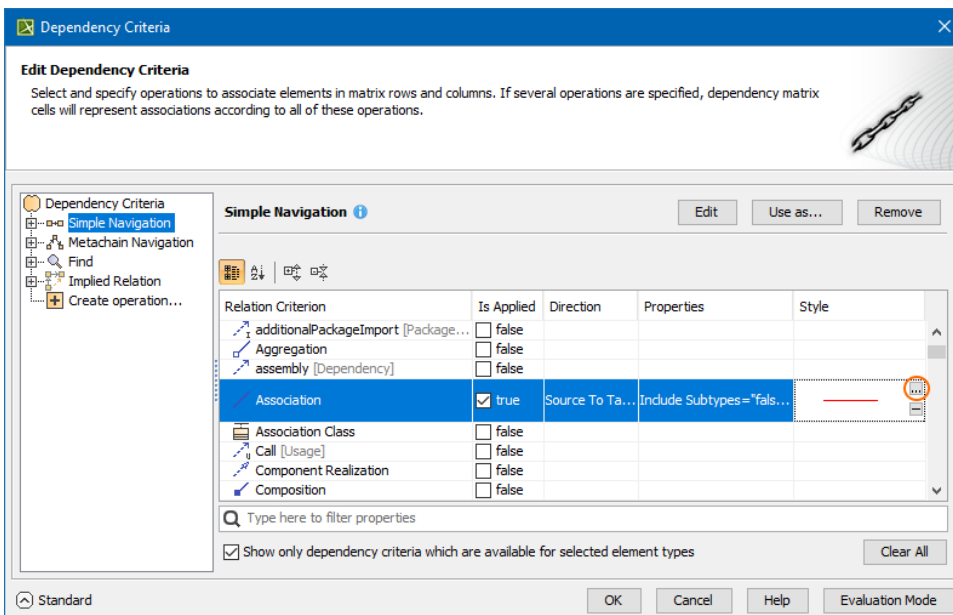 Dependency Criteria
Edit Dependency Criteria
Select and specify operations to associate elements in matrix rows and columns. If several operations are specified, dependency matrix
cells will represent associations according to all of these operations.
Dependency Criteria
Simple Navigation
Metachain Navigation
Find
Implied Relation
Create operation...
Simple Navigation
Edit Use as... Remove
Relation Criterion Is Applied Direction Properties Style
additionalPackageImport [Package... false
Aggregation false
assembly [Dependency] false
Association true Source To Ta... Include Subtypes="fals...
Association Class false
Call [Usage] false
Component Realization false
Composition false
Type here to filter properties
Show only dependency criteria which are available for selected element types
Clear All
Standard OK Cancel Help Evaluation Mode